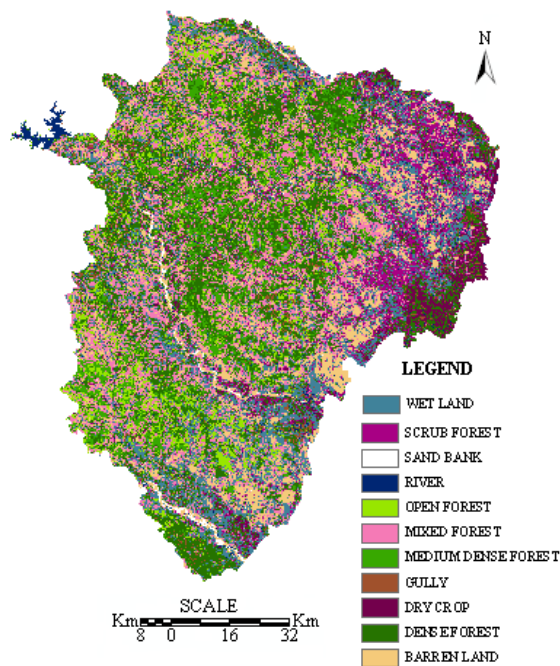 N
LEGEND
WET LAND
SCRUB FOREST
SAND BANK
RIVER
OPEN FOREST
MIXED FOREST
MEDIUM DENSE FOREST
GULLY
DRY CROP
DENSE FOREST
BARREN LAND
SCALE
Km Km
8 0 16 32